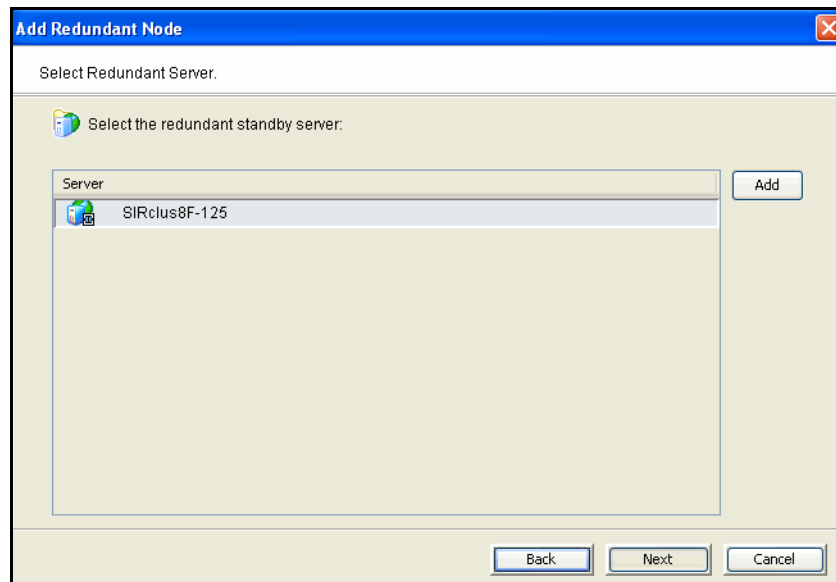 Add Redundant Node
Select Redundant Server.
Select the redundant standby server:
Server
Add
SIRclus8F-125
Back
Next
Cancel